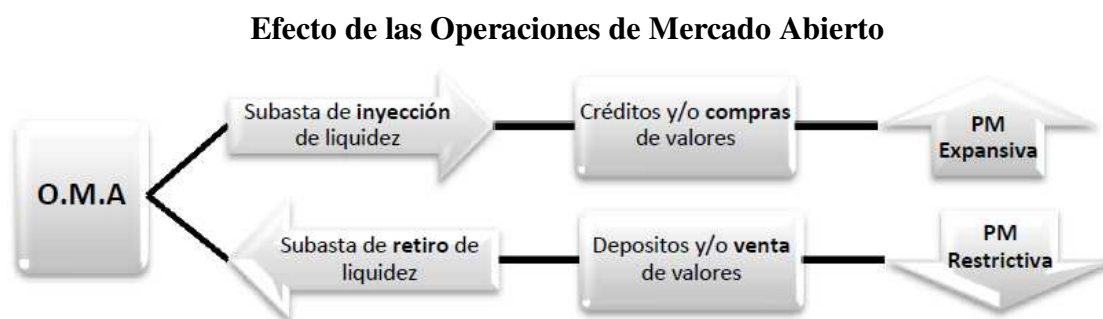 Efecto de las Operaciones de Mercado Abierto
O.M.A
Subasta de inyección
de liquidez
Créditos y/o compras
de valores
PM
Expansiva
Subasta de retiro de
liquidez
Depositos y/o venta
de valores
PM
Restrictiva